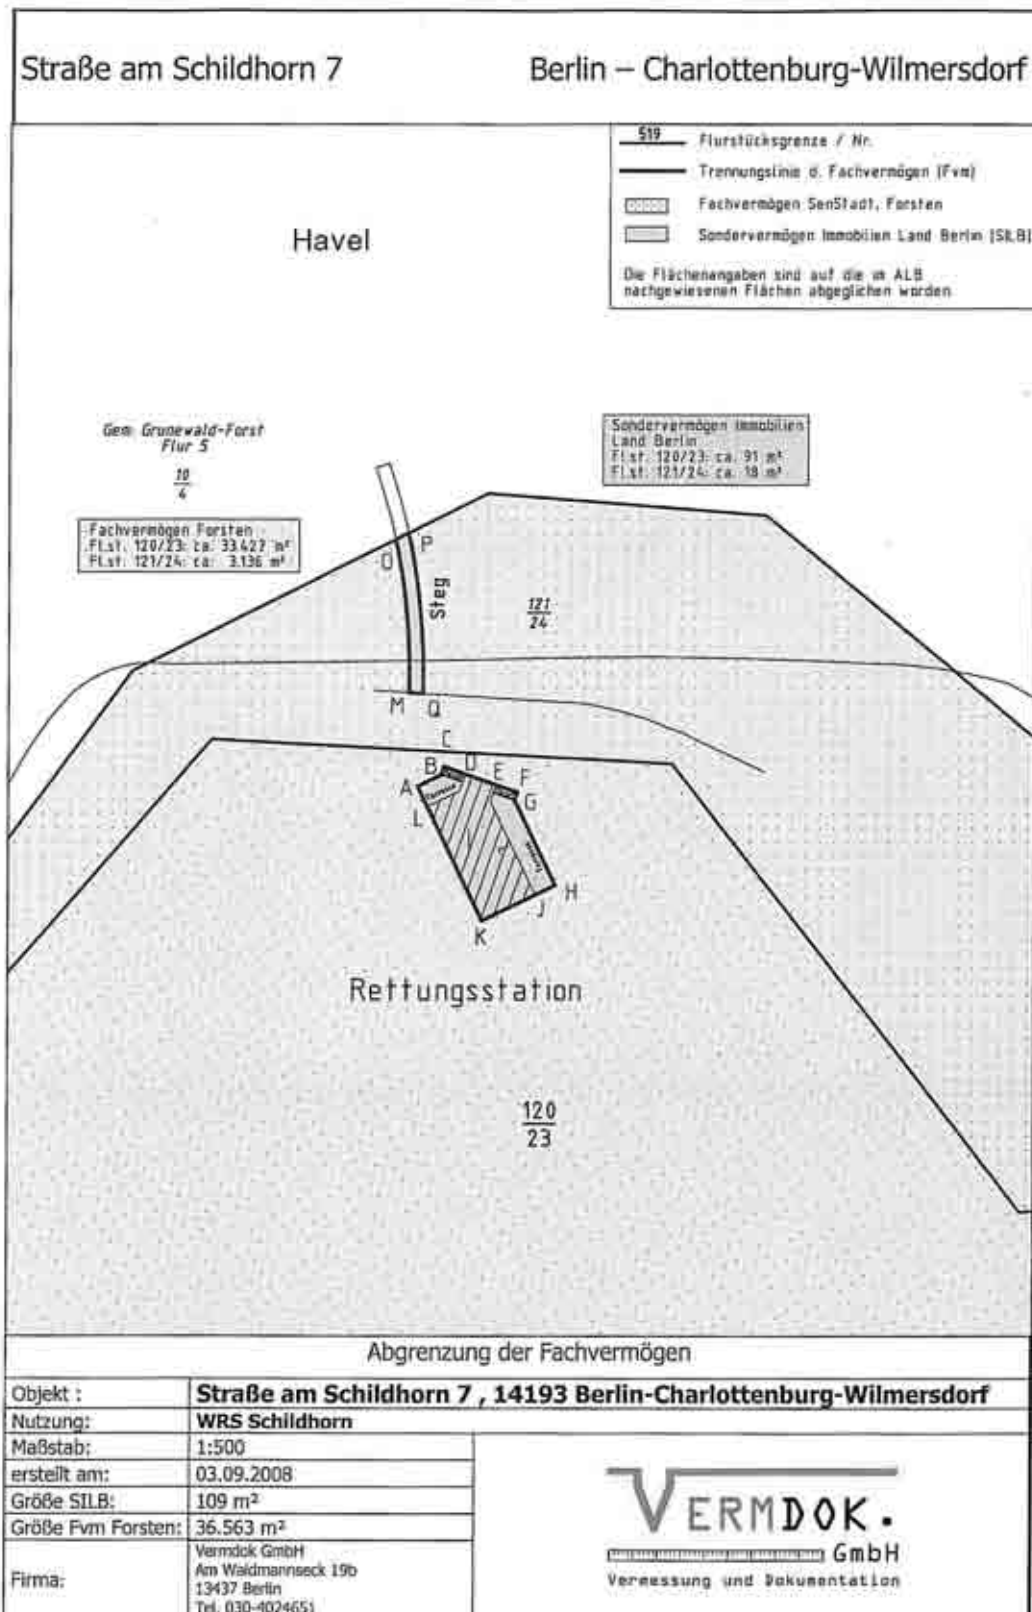 Straße am Schildhorn 7
Berlin – Charlottenburg-Wilmersdorf
519 Flurstücksgrenze / Nr.
Trennungslinie d. Fachvermögen (Fvm)
Fachvermögen SenStadt, Forsten
Sondervermögen Immobilien Land Berlin (SILB)
Die Flächenangaben sind auf die im ALB
nachgewiesenen Flächen abgeglichen worden
Havel
Gem Grunewald-Forst
Flur 5
10
4
Fachvermögen Forsten
Fl.st. 120/23: ca. 33.427 m²
Fl.st. 121/24: ca. 3.136 m²
Sondervermögen Immobilien
Land Berlin
Fl.st. 120/23: ca. 91 m²
Fl.st. 121/24: ca. 18 m²
P
O
Steg
121
24
M Q
C
B D E F
A G
L
Terrasse
Terrasse
H
J
K
Rettungsstation
120
23
Abgrenzung der Fachvermögen
Objekt : Straße am Schildhorn 7 , 14193 Berlin-Charlottenburg-Wilmersdorf
Nutzung: WRS Schildhorn
Maßstab: 1:500
erstellt am: 03.09.2008
Größe SILB: 109 m²
Größe Fvm Forsten: 36.563 m²
Firma:
Vermdok GmbH
Am Waidmannseck 19b
13437 Berlin
Tel. 030-4024651
VERMDOK.
GmbH
Vermessung und Dokumentation